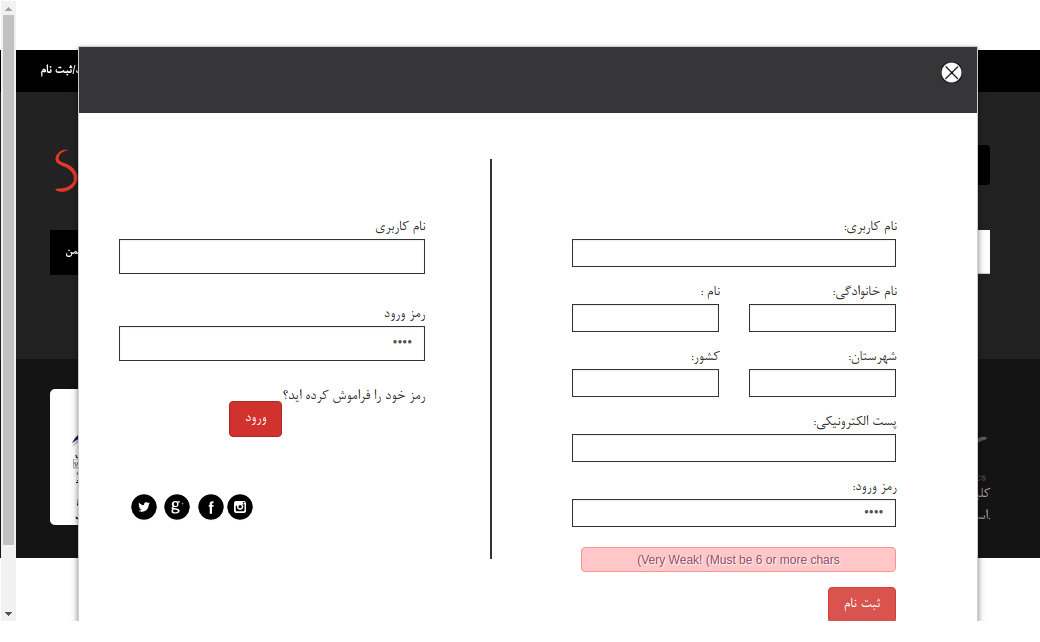 ثبت نام
نام کاربری:
نام خانوادگی:
نام :
شهرستان:
کشور:
پست الکترونیکی:
رمز ورود:
••••
(Very Weak! (Must be 6 or more chars
ثبت نام
نام کاربری
رمز ورود
••••
رمز خود را فراموش کرده اید؟
ورود